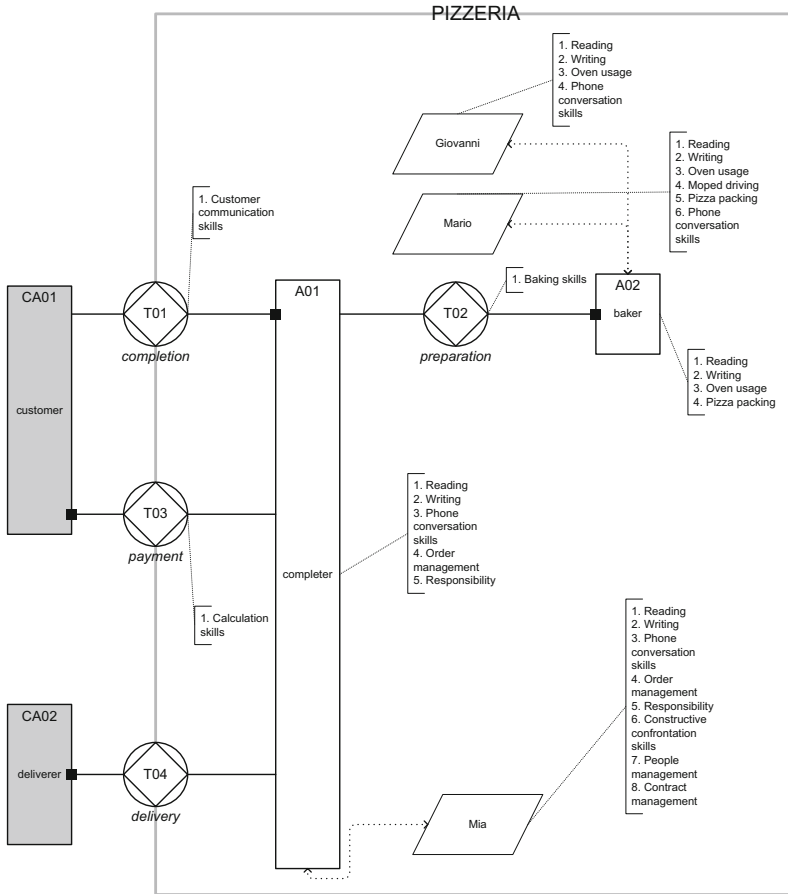 PIZZERIA
1. Reading
2. Writing
3. Oven usage
4. Phone
conversation
skills
Giovanni
1. Reading
2. Writing
3. Oven usage
4. Moped driving
5. Pizza packing
6. Phone
conversation
skills
Mario
1. Customer
communication
skills
CA01
customer
T01
completion
A01
completer
T02
preparation
1. Baking skills
A02
baker
1. Reading
2. Writing
3. Oven usage
4. Pizza packing
T03
payment
1. Calculation
skills
1. Reading
2. Writing
3. Phone
conversation
skills
4. Order
management
5. Responsibility
1. Reading
2. Writing
3. Phone
conversation
skills
4. Order
management
5. Responsibility
6. Constructive
confrontation
skills
7. People
management
8. Contract
management
CA02
deliverer
T04
delivery
Mia